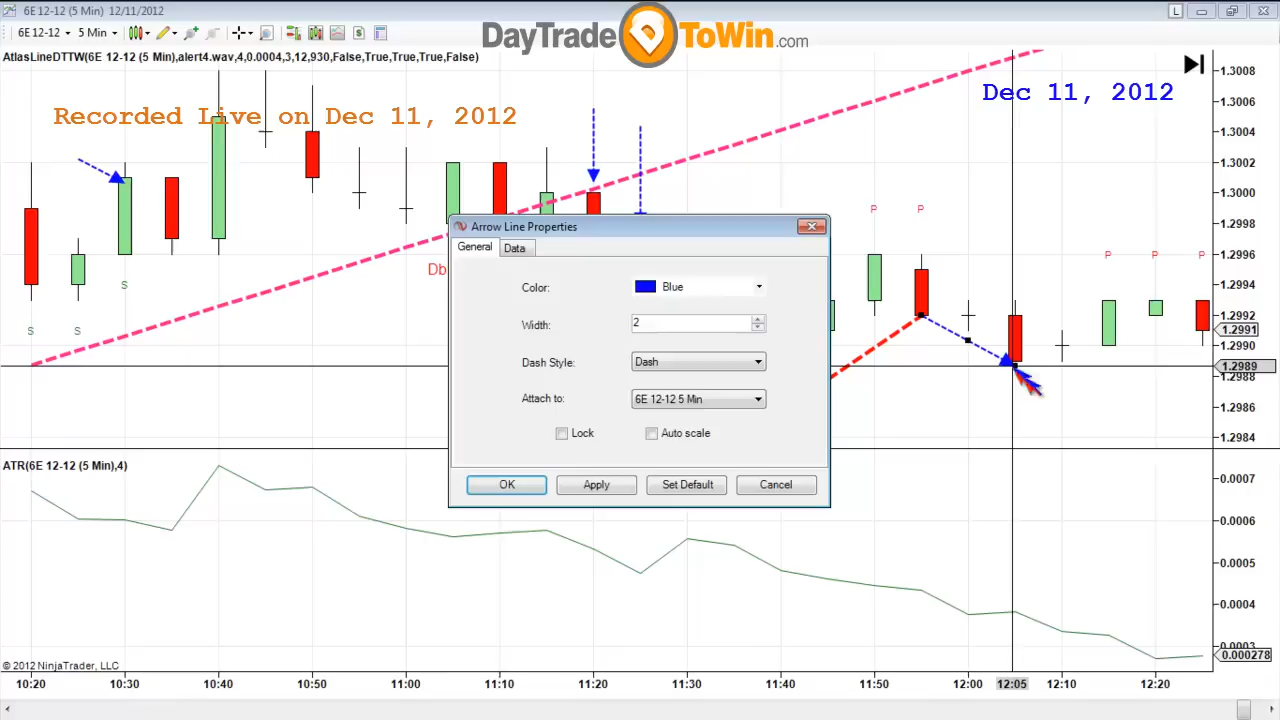 6E 12-12 (5 Min) 12/11/2012
L
6E 12-12 5 Min
DayTradeToWin.com
AtlasLineDTTW(6E 12-12 (5 Min),alert4.wav,4,0.0004,3,12,930,False,True,True,True,False)
Recorded Live on Dec 11, 2012
Dec 11, 2012
1.3008
1.3006
1.3004
1.3002
1.3000
1.2998
1.2996
1.2994
1.2992
1.2991
1.2990
1.2989
1.2988
1.2986
1.2984
P P
P P P
S
S S
Db
Arrow Line Properties
General Data
Color: Blue
Width: 2
Dash Style: Dash
Attach to: 6E 12-12 5 Min
Lock Auto scale
OK Apply Set Default Cancel
ATR(6E 12-12 (5 Min),4)
0.0007
0.0006
0.0005
0.0004
0.0003
0.000278
© 2012 NinjaTrader, LLC
10:20 10:30 10:40 10:50 11:00 11:10 11:20 11:30 11:40 11:50 12:00 12:05 12:10 12:20